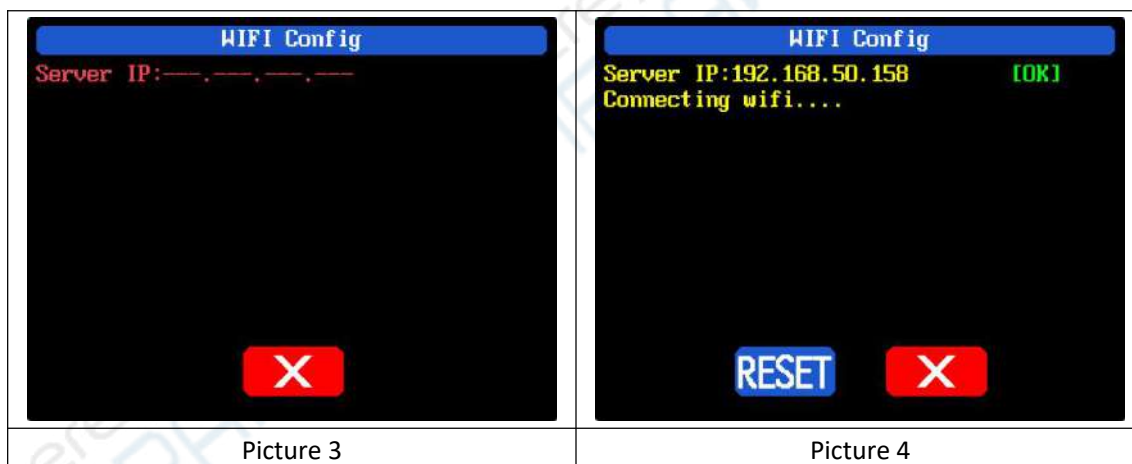 WIFI Config
Server IP:---.---.---.---
X
Picture 3
WIFI Config
Server IP:192.168.50.158 [OK]
Connecting wifi....
RESET X
Picture 4